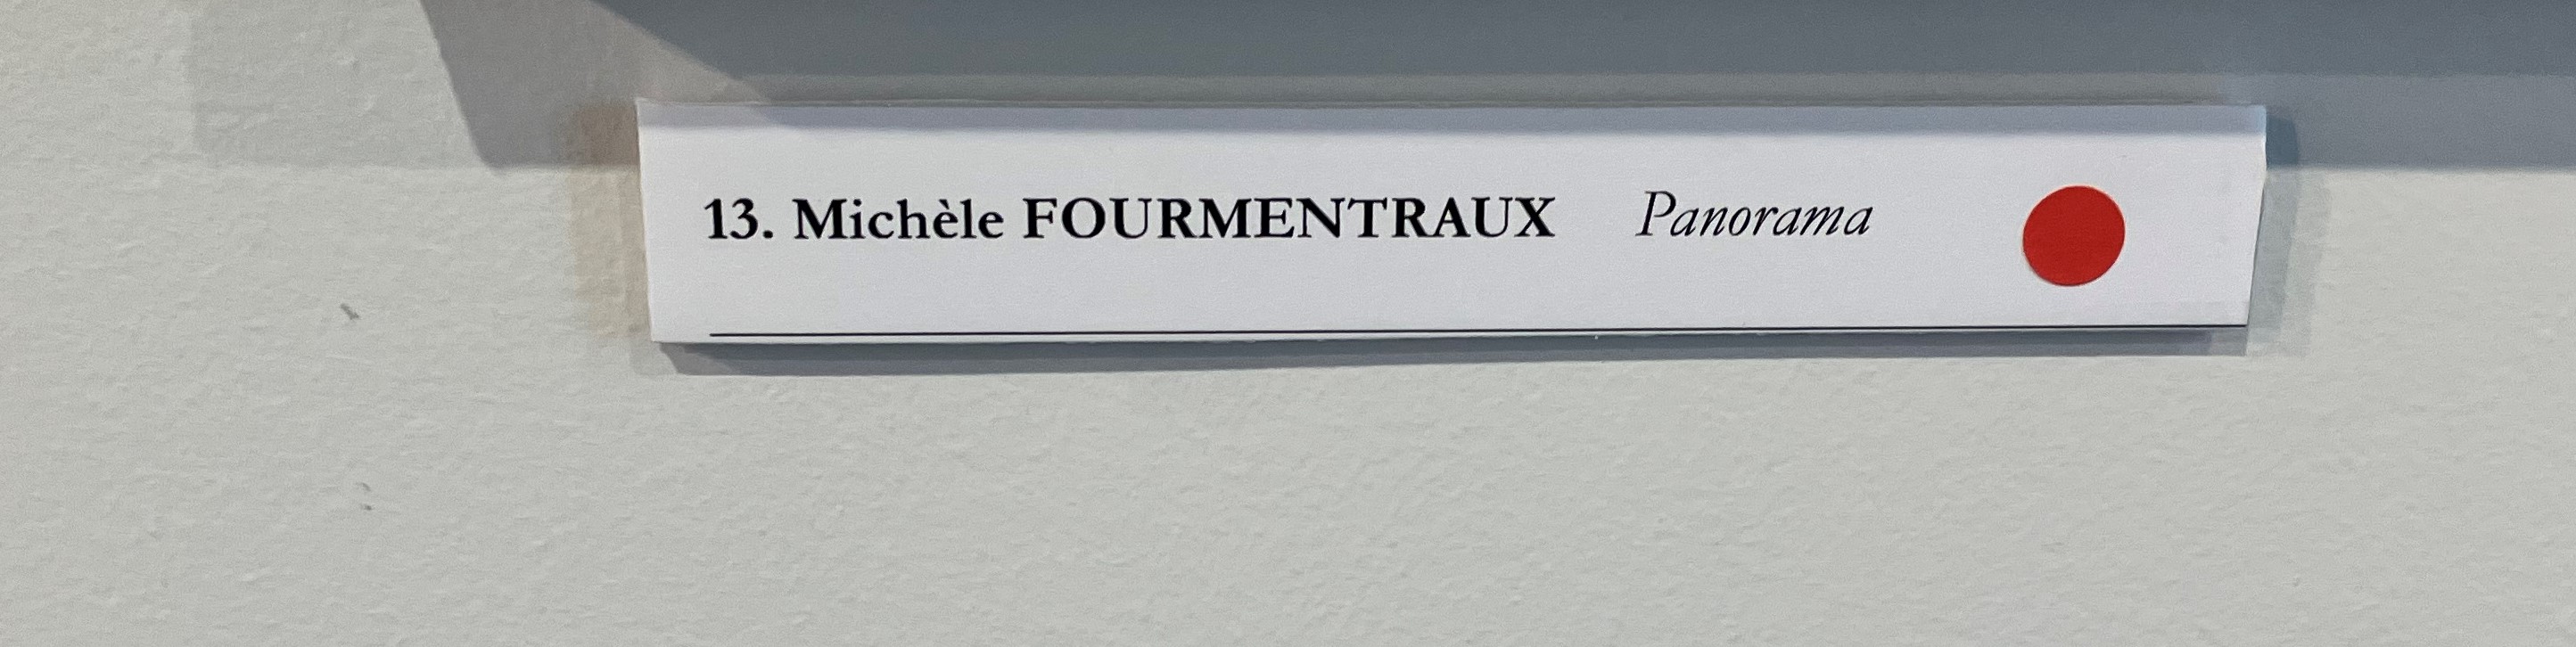 13. Michèle FOURMENTRAUX Panorama